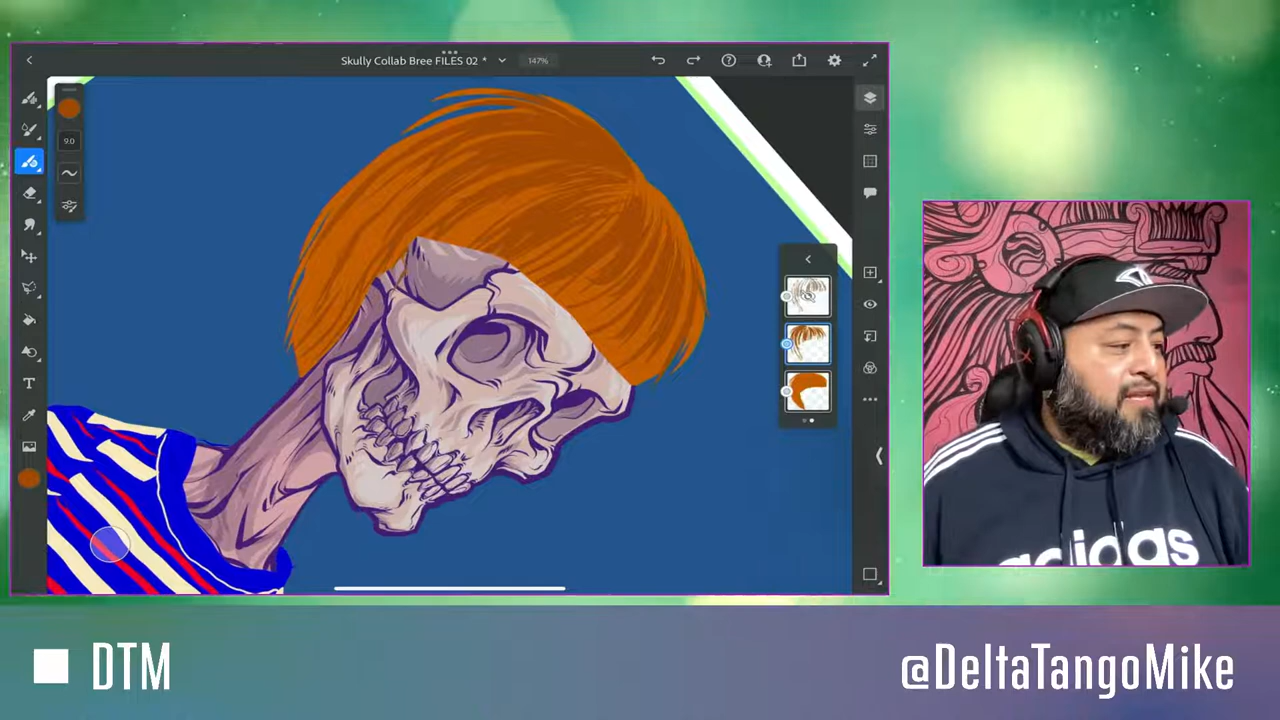 Skully Collab Bree FILES 02 *
147%
9.0
T
adidas
DTM
@DeltaTangoMike